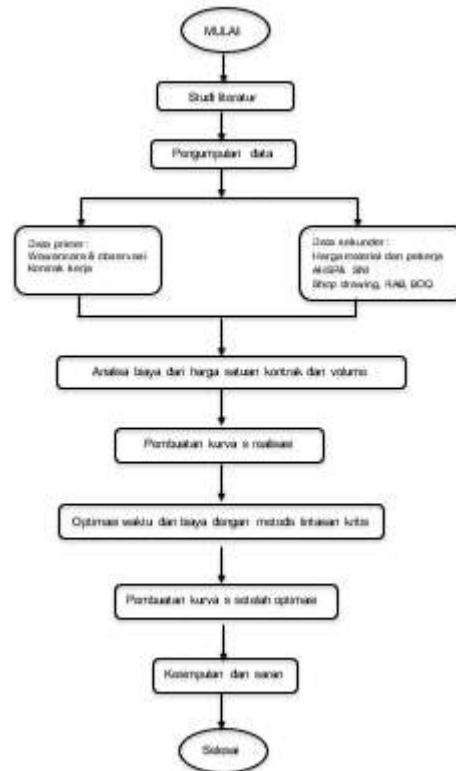 MULAI
Studi literatur
Pengumpulan data
Data primer :
Wawancara & observasi
Kontrak kerja
Data sekunder :
Harga material dan pekerja
AHSPA SNI
Shop drawing, RAB, BOQ
Analisa biaya dari harga satuan kontrak dan volume
Pembuatan kurva s realisasi
Optimasi waktu dan biaya dengan metode lintasan kritis
Pembuatan kurva s setelah optimasi
Kesimpulan dan saran
Selesai